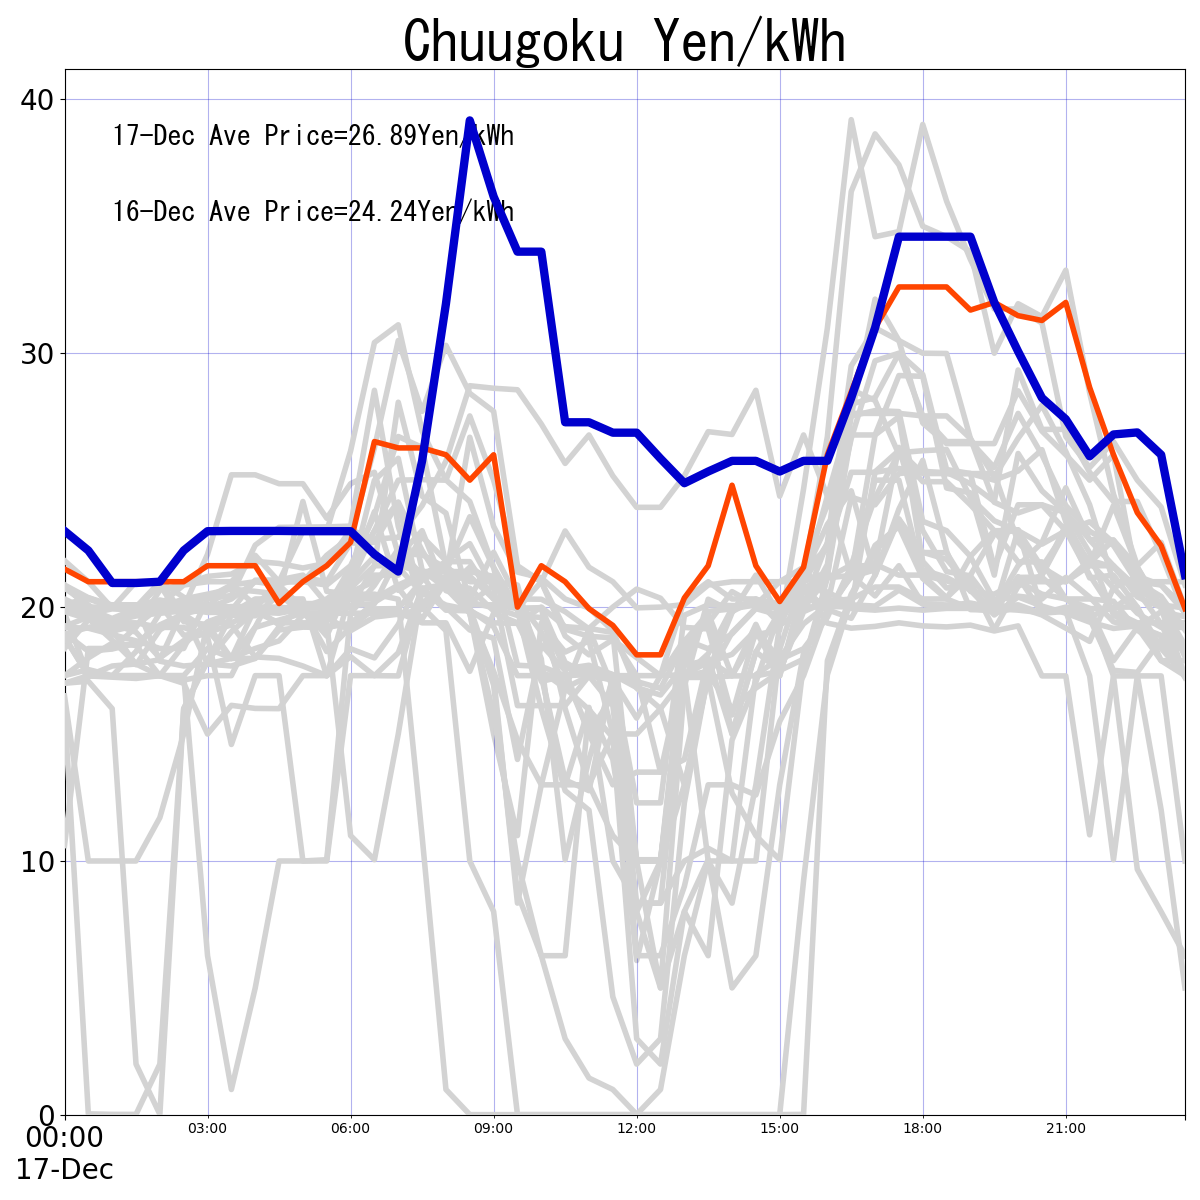 Chuugoku Yen/kWh
40
17-Dec Ave Price=26.89Yen/kWh
16-Dec Ave Price=24.24Yen/kWh
30
20
10
0
00:00 03:00 06:00 09:00 12:00 15:00 18:00 21:00
17-Dec